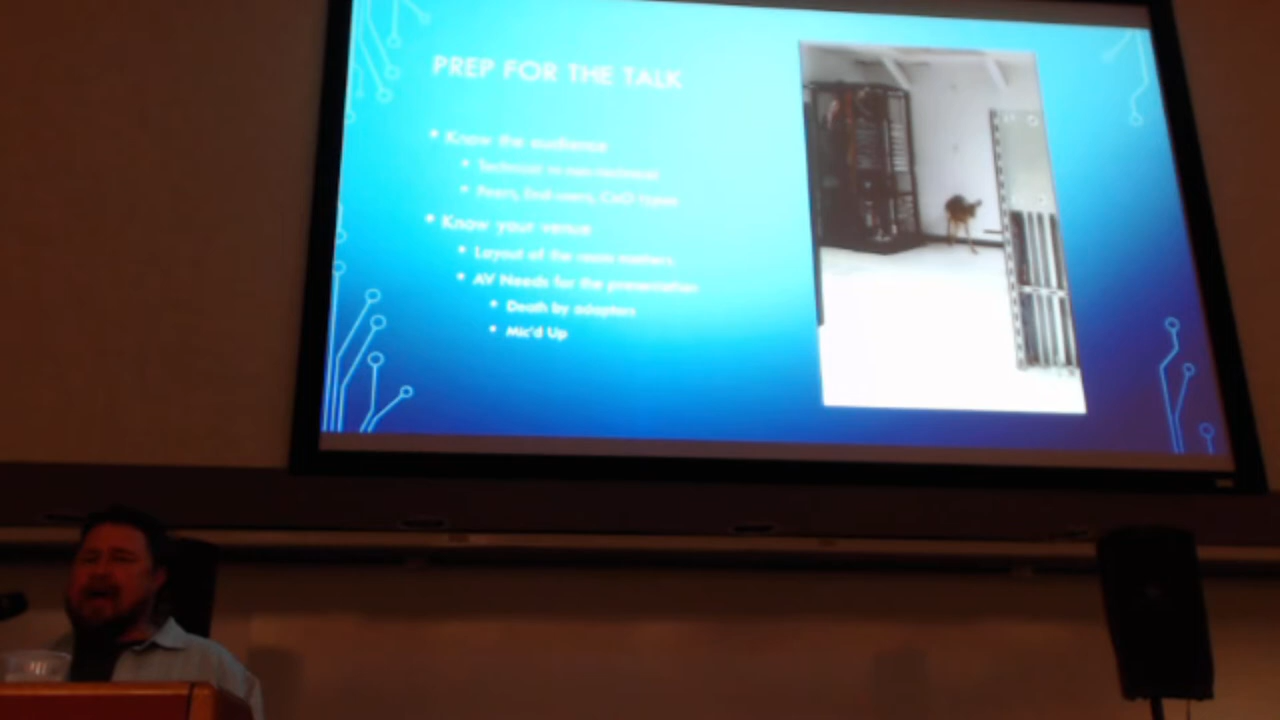 PREP FOR THE TALK
Know the audience
Technical vs non-technical
Peers, End-users, CxO types
Know your venue
Layout of the room matters
AV Needs for the presentation
Death by adapters
Mic'd Up